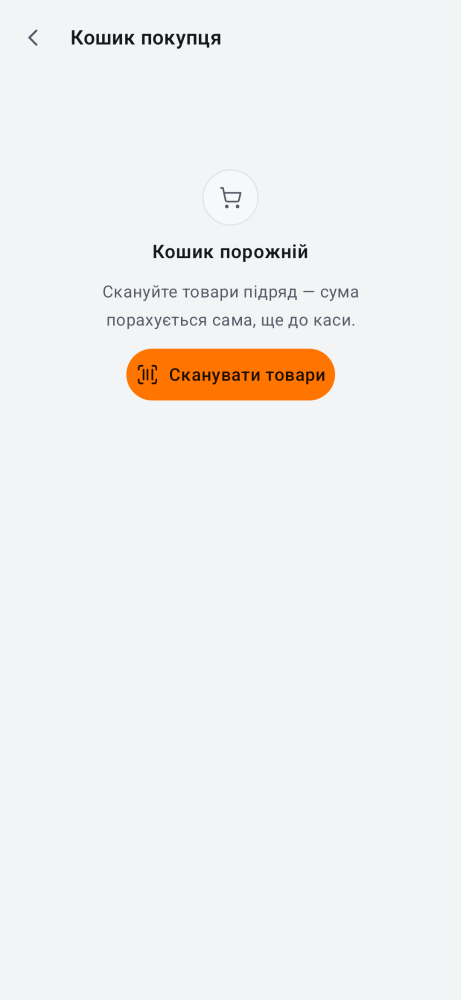 Кошик покупця
Кошик порожній
Скануйте товари підряд — сума
порахується сама, ще до каси.
Сканувати товари